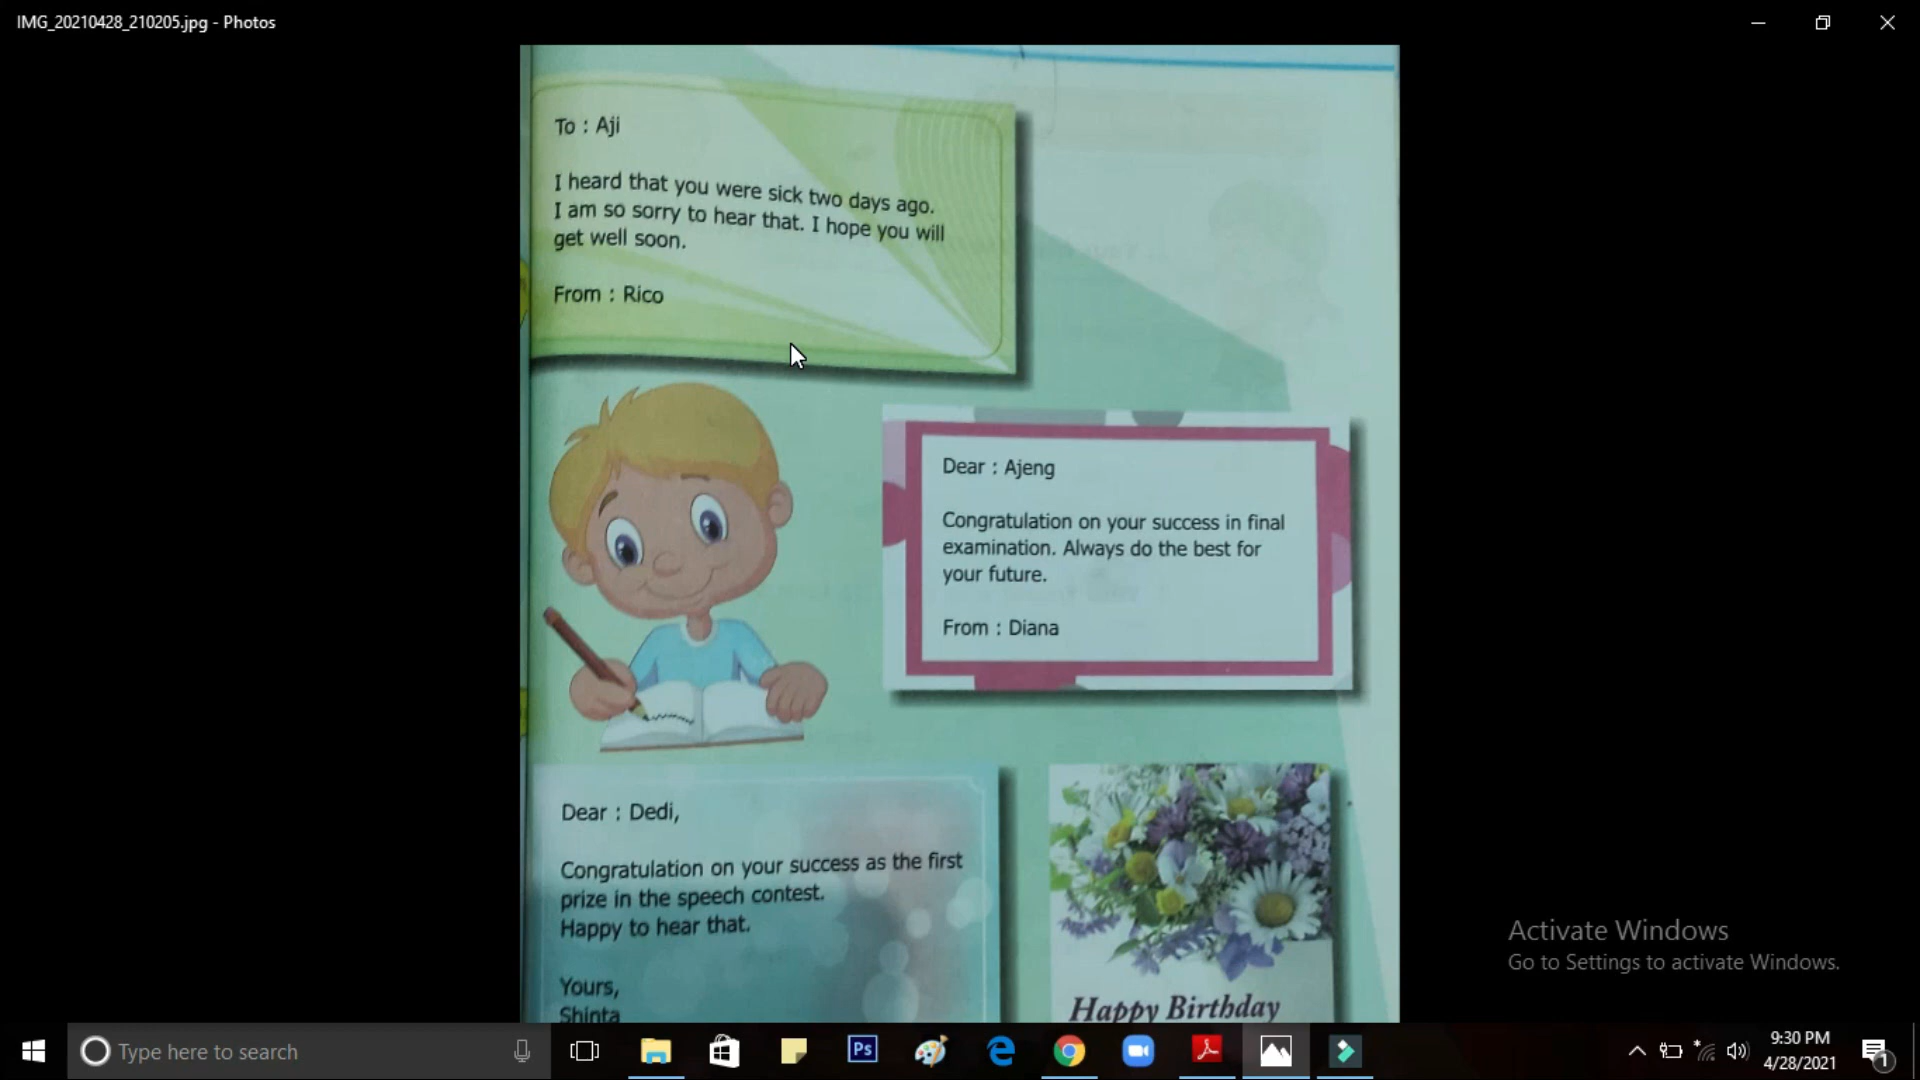 IMG_20210428_210205.jpg - Photos
To : Aji
I heard that you were sick two days ago.
I am so sorry to hear that. I hope you will
get well soon.
From : Rico
Dear : Ajeng
Congratulation on your success in final
examination. Always do the best for
your future.
From : Diana
Dear : Dedi,
Congratulation on your success as the first
prize in the speech contest.
Happy to hear that.
Yours,
Shinta
Happy Birthday
Activate Windows
Go to Settings to activate Windows.
Type here to search
Ps
9:30 PM
4/28/2021
1